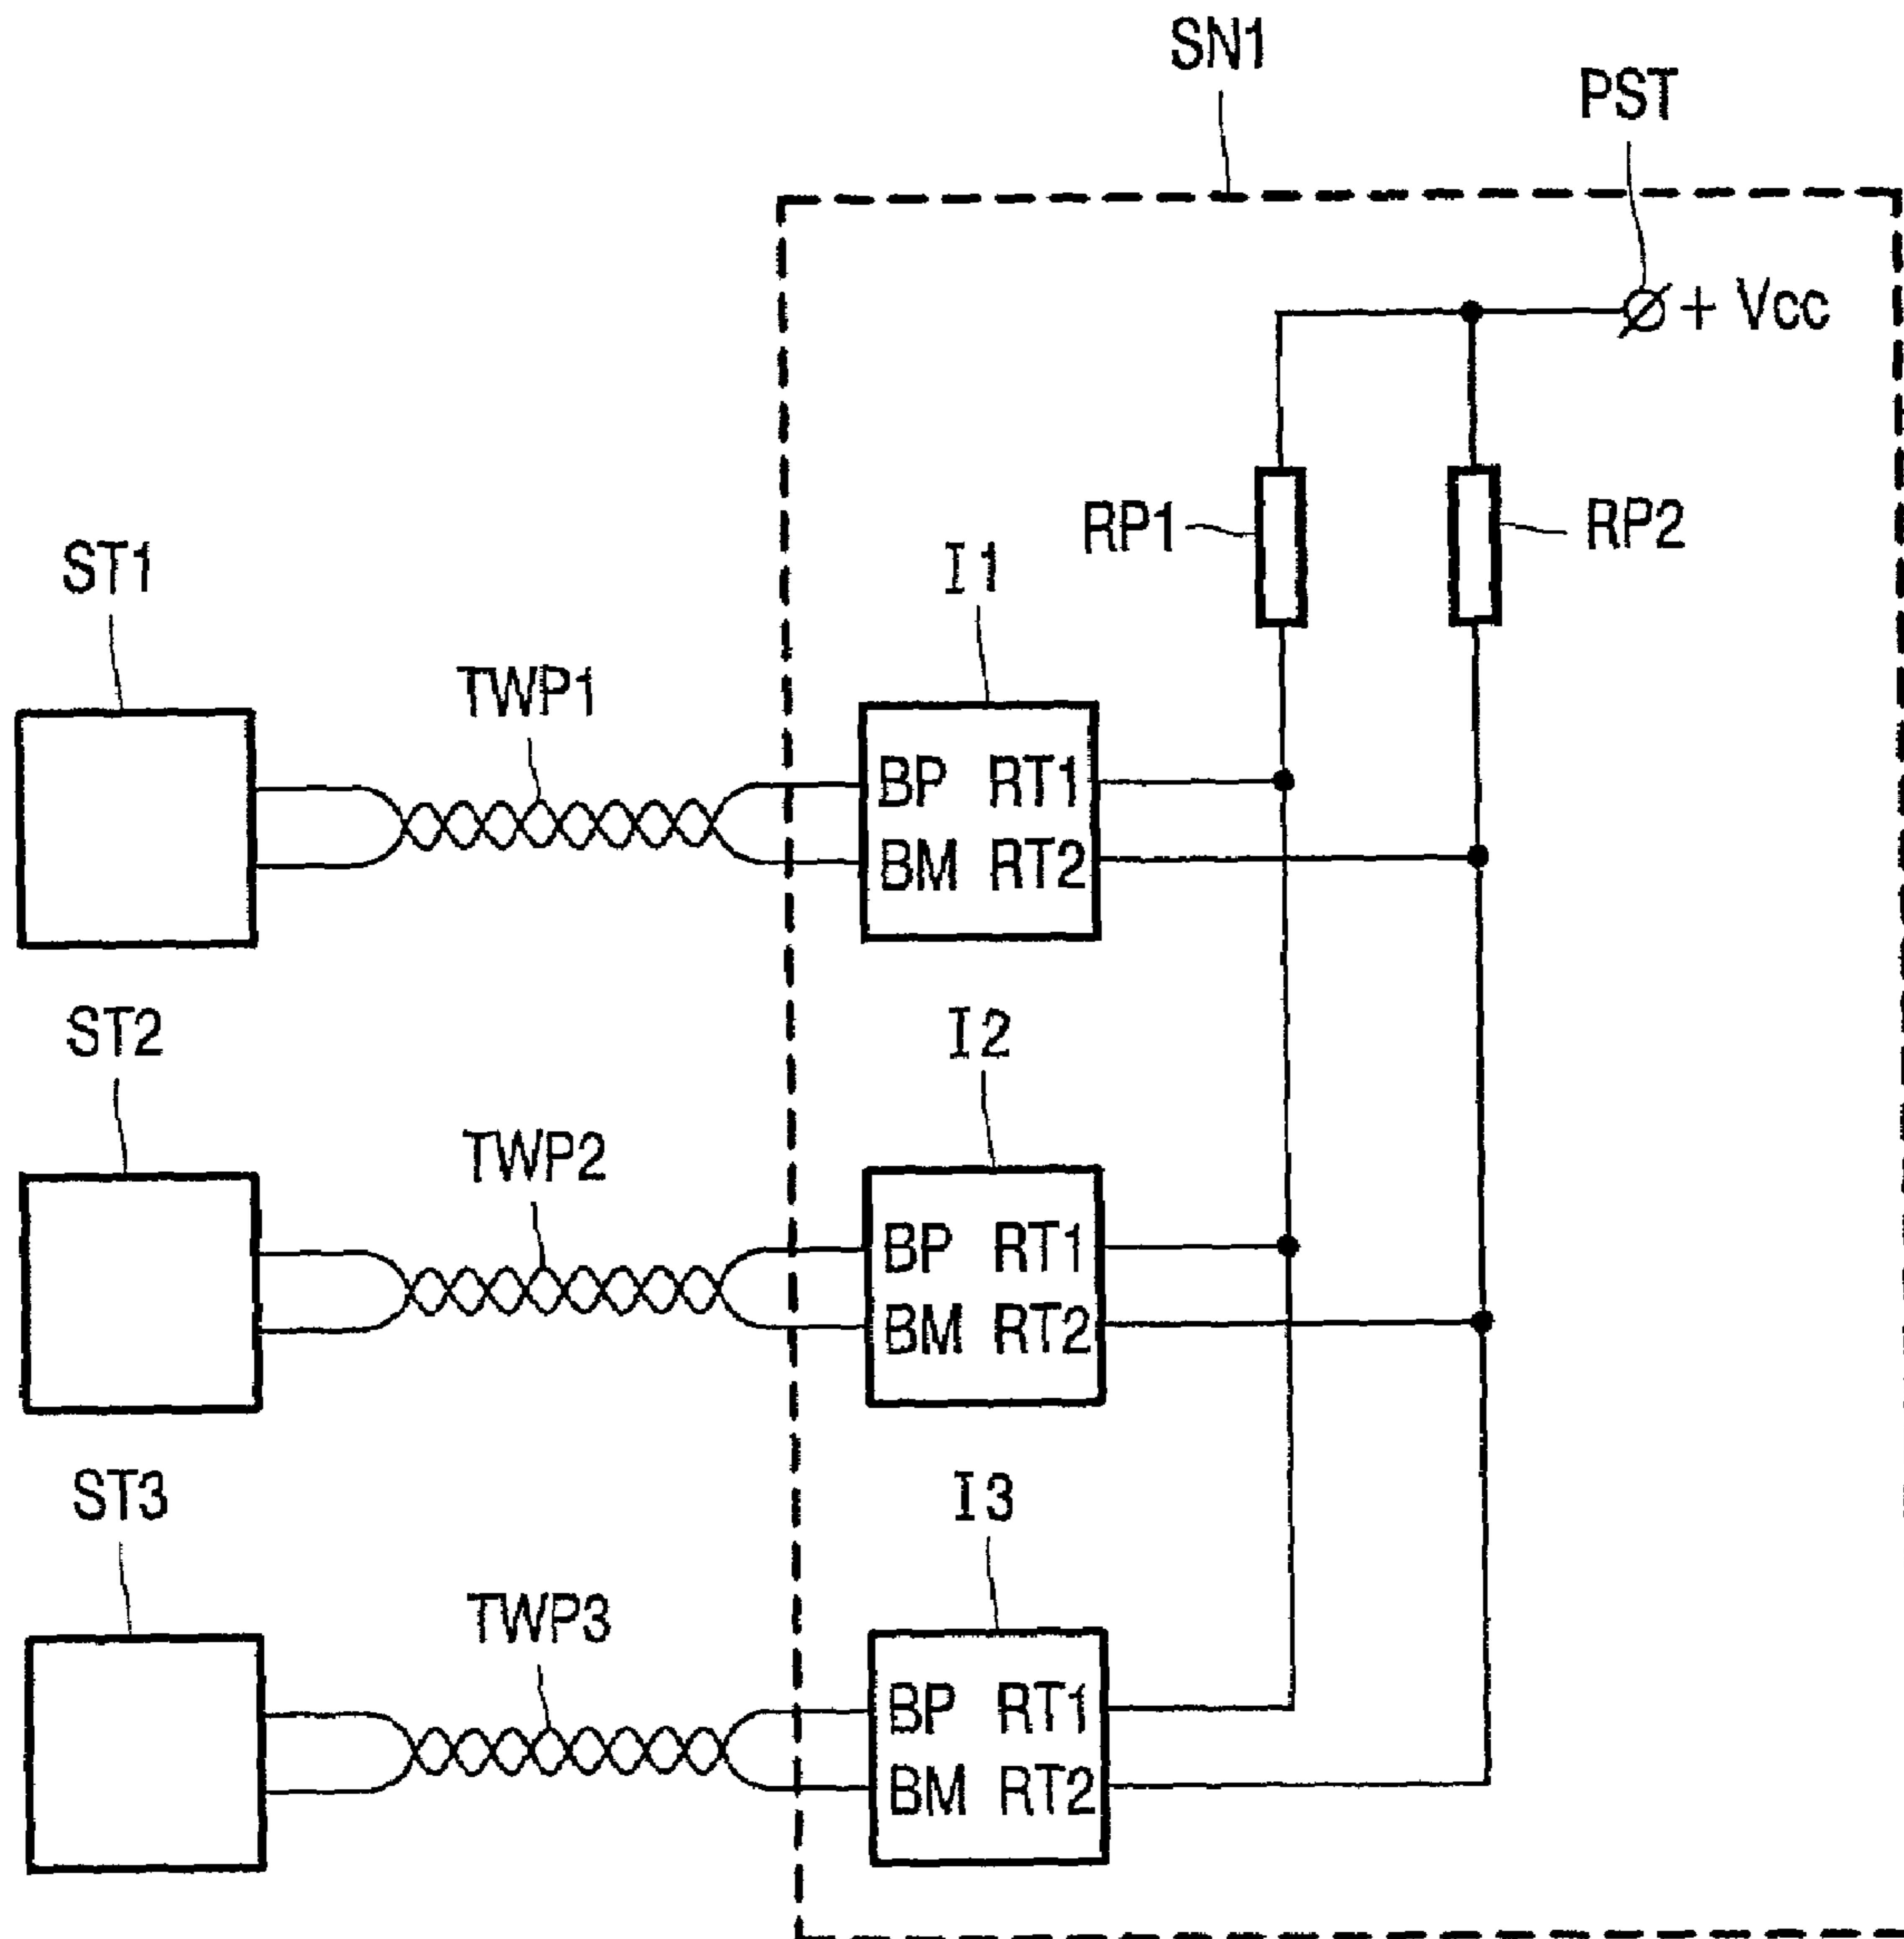 SN1
PST
+ Vcc
RP1
RP2
ST1
I1
TWP1
BP RT1
BM RT2
ST2
I2
TWP2
BP RT1
BM RT2
ST3
I3
TWP3
BP RT1
BM RT2